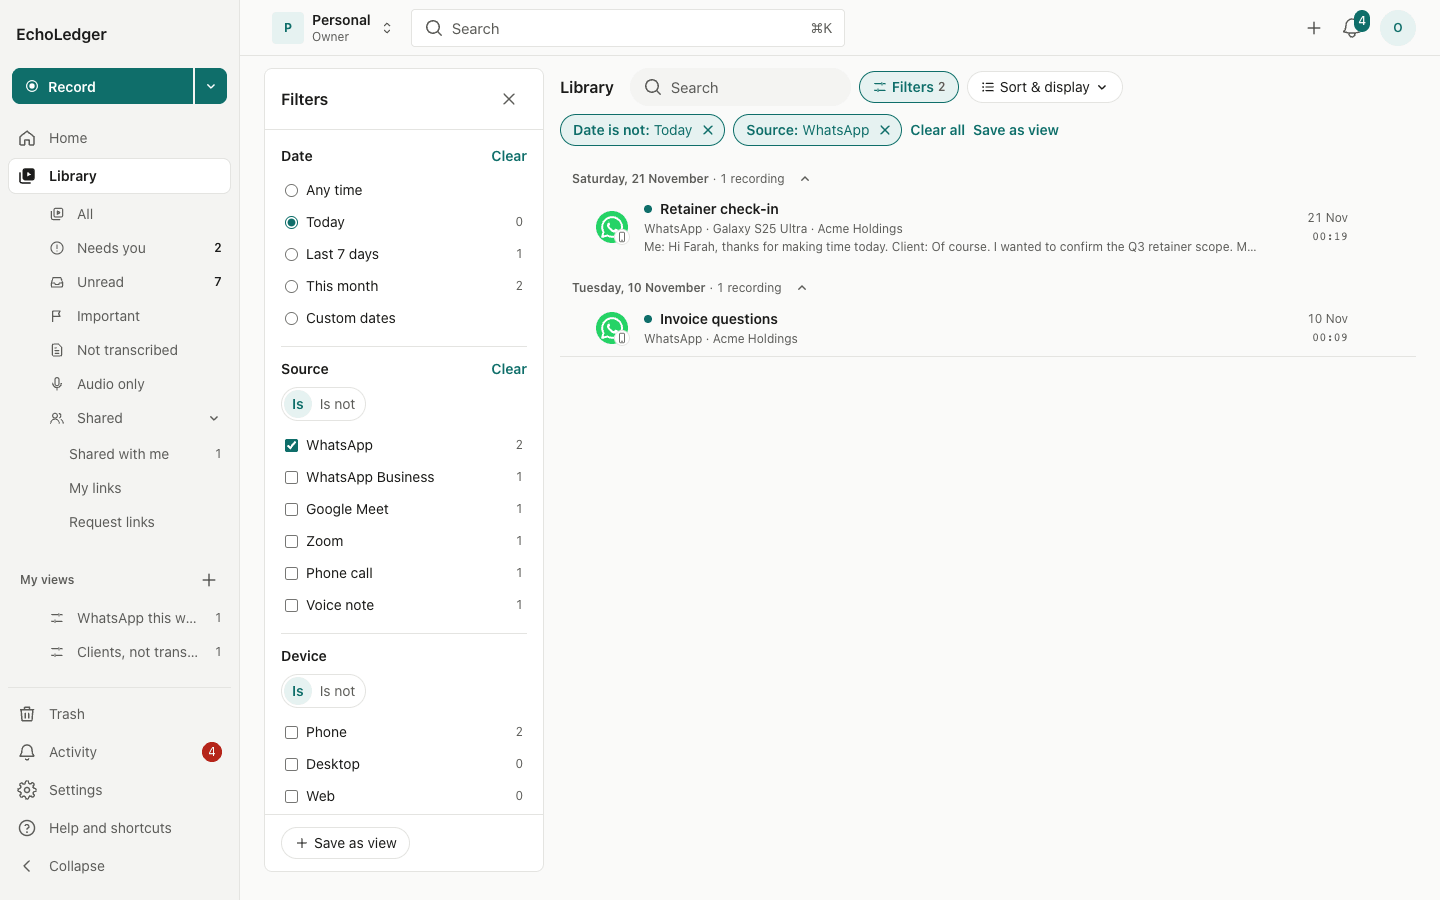 EchoLedger
Record
Home
Library
All
Needs you 2
Unread 7
Important
Not transcribed
Audio only
Shared
Shared with me 1
My links
Request links
My views
WhatsApp this w... 1
Clients, not trans... 1
Trash
Activity 4
Settings
Help and shortcuts
Collapse
P Personal
Owner
Search ⌘K
4
O
Filters
Date Clear
Any time
Today 0
Last 7 days 1
This month 2
Custom dates
Source Clear
Is Is not
WhatsApp 2
WhatsApp Business 1
Google Meet 1
Zoom 1
Phone call 1
Voice note 1
Device
Is Is not
Phone 2
Desktop 0
Web 0
Save as view
Library Search Filters 2 Sort & display
Date is not: Today Source: WhatsApp Clear all Save as view
Saturday, 21 November · 1 recording
Retainer check-in 21 Nov
WhatsApp · Galaxy S25 Ultra · Acme Holdings 00:19
Me: Hi Farah, thanks for making time today. Client: Of course. I wanted to confirm the Q3 retainer scope. M...
Tuesday, 10 November · 1 recording
Invoice questions 10 Nov
WhatsApp · Acme Holdings 00:09